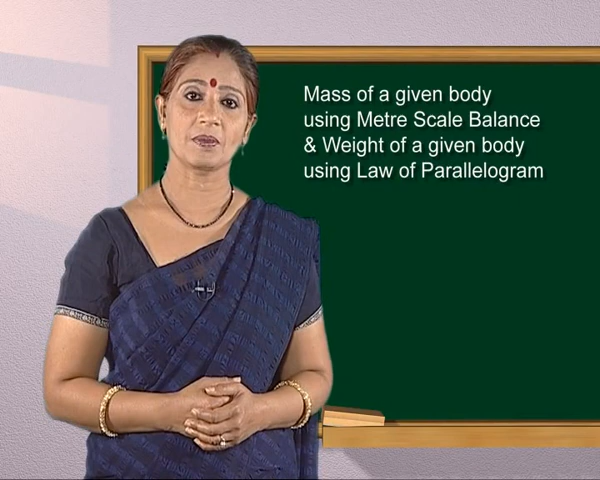 Mass of a given body
using Metre Scale Balance
& Weight of a given body
using Law of Parallelogram